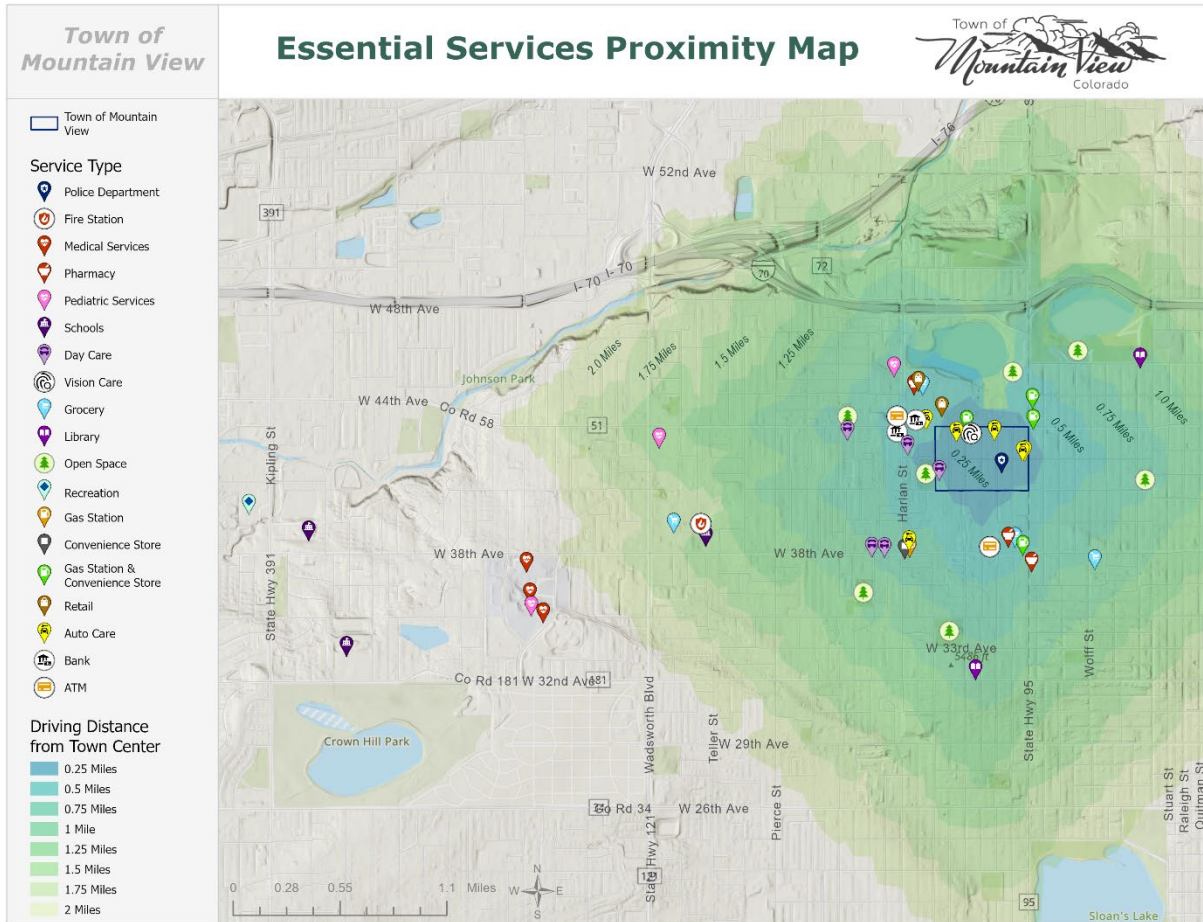 Town of
Mountain View
Essential Services Proximity Map
Town of
Mountain View
Colorado
Town of Mountain
View
Service Type
Police Department
Fire Station
Medical Services
Pharmacy
Pediatric Services
Schools
Day Care
Vision Care
Grocery
Library
Open Space
Recreation
Gas Station
Convenience Store
Gas Station &
Convenience Store
Retail
Auto Care
Bank
ATM
Driving Distance
from Town Center
0.25 Miles
0.5 Miles
0.75 Miles
1 Mile
1.25 Miles
1.5 Miles
1.75 Miles
2 Miles
I-76
W 52nd Ave
391
I-70
I-70
70
72
W 48th Ave
2.0 Miles
1.75 Miles
1.5 Miles
1.25 Miles
Johnson Park
W 44th Ave
Co Rd 58
51
1.0 Miles
0.75 Miles
0.5 Miles
0.25 Miles
Kipling St
Harlan St
W 38th Ave
W 38th Ave
State Hwy 391
W 33rd Ave
5486 ft
Wolff St
Co Rd 181
W 32nd Ave
181
Wadsworth Blvd
Teller St
State Hwy 95
Crown Hill Park
W 29th Ave
Pierce St
Stuart St
Raleigh St
Quitman St
Co Rd 34
W 26th Ave
State Hwy 121
0
0.28
0.55
1.1
Miles
N
W
E
S
95
Sloan's Lake